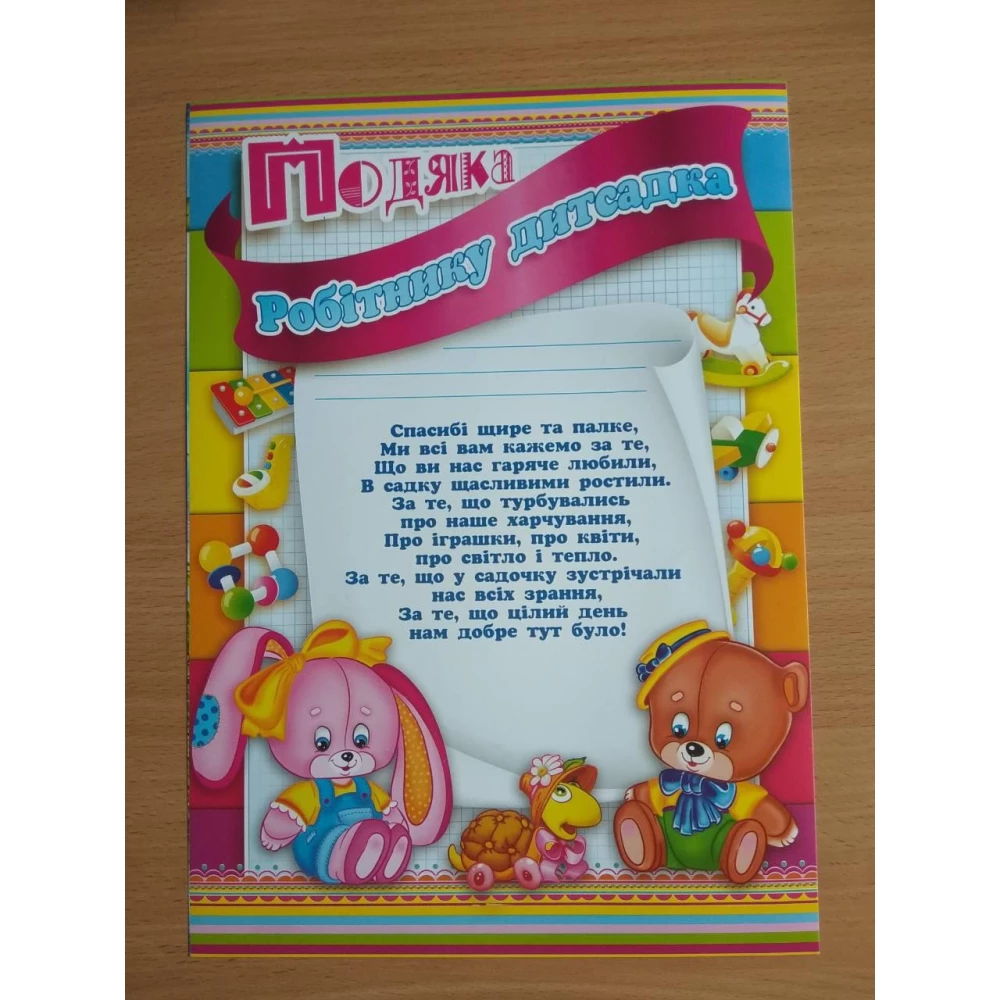 Подяка
Робітнику дитсадка
Спасибі щире та палке,
Ми всі вам кажемо за те,
Що ви нас гаряче любили,
В садку щасливими ростили.
За те, що турбувались
про наше харчування,
Про іграшки, про квіти,
про світло і тепло.
За те, що у садочку зустрічали
нас всіх зрання,
За те, що цілий день
нам добре тут було!